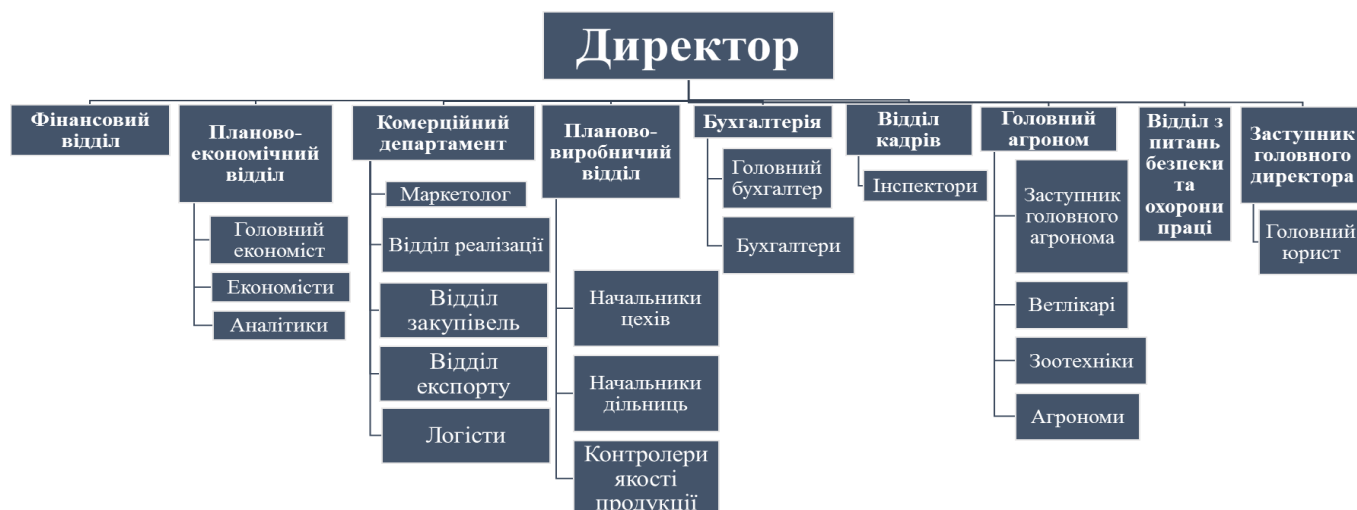 Директор
Фінансовий
відділ
Планово-
економічний
відділ
Головний
економіст
Економісти
Аналітики
Комерційний
департамент
Маркетолог
Відділ реалізації
Відділ
закупівель
Відділ
експорту
Логісти
Планово-
виробничий
відділ
Начальники
цехів
Начальники
дільниць
Контролери
якості
продукції
Бухгалтерія
Головний
бухгалтер
Бухгалтери
Відділ
кадрів
Інспектори
Головний
агроном
Заступник
головного
агронома
Ветлікарі
Зоотехніки
Агрономи
Відділ з
питань
безпеки
та
охорони
праці
Заступник
головного
директора
Головний
юрист